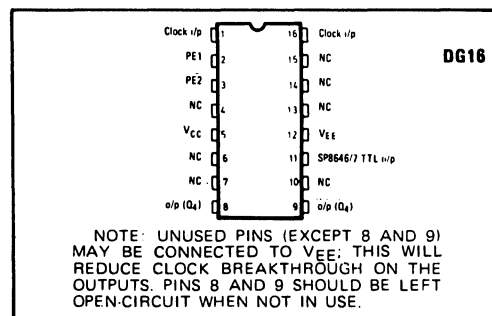 Clock i/p 1 16 Clock i/p
PE1 2 15 NC DG16
PE2 3 14 NC
NC 4 13 NC
VCC 5 12 VEE
NC 6 11 SP8646/7 TTL o/p
NC 7 10 NC
o/p (Q4) 8 9 o/p (Q4)
NOTE: UNUSED PINS (EXCEPT 8 AND 9)
MAY BE CONNECTED TO VEE; THIS WILL
REDUCE CLOCK BREAKTHROUGH ON THE
OUTPUTS. PINS 8 AND 9 SHOULD BE LEFT
OPEN-CIRCUIT WHEN NOT IN USE.